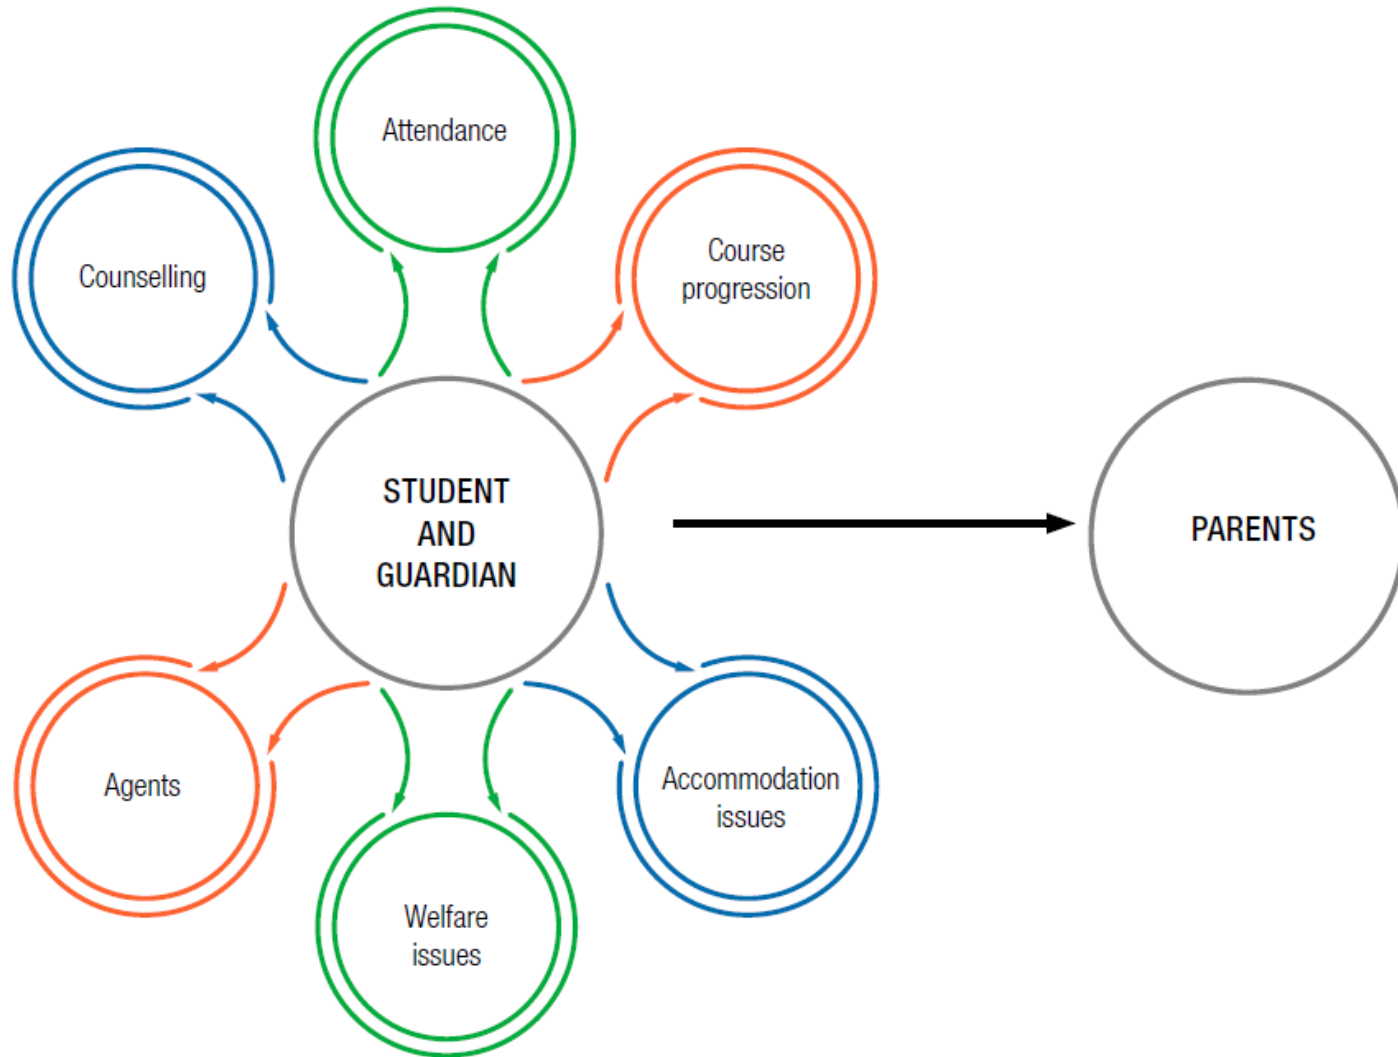 Attendance
Counselling
Course
progression
STUDENT
AND
GUARDIAN
PARENTS
Agents
Accommodation
issues
Welfare
issues